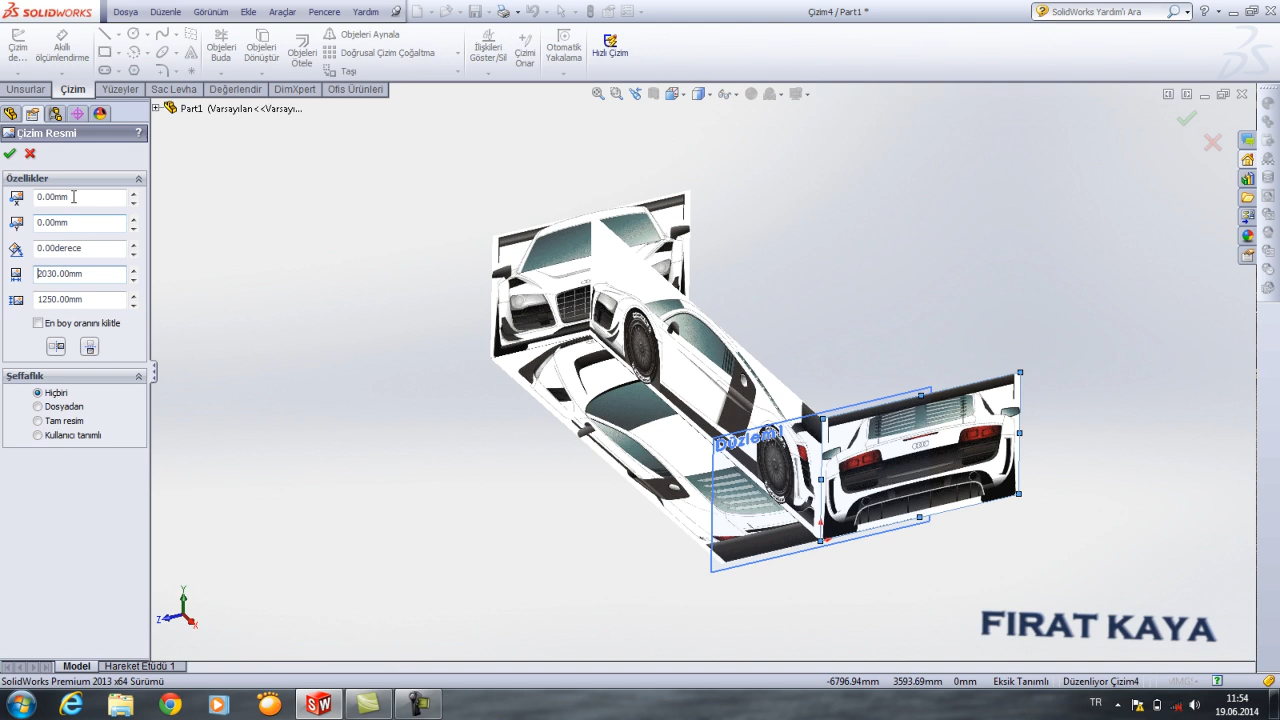 SOLIDWORKS
Dosya Düzenle Görünüm Ekle Araçlar Pencere Yardım
Çizim4 / Part1 *
SolidWorks Yardım'ı Ara
Çizim de...
Akıllı ölçümlendirme
Objeleri Buda
Objeleri Dönüştür
Objeleri Ötele
Objeleri Aynala
Doğrusal Çizim Çoğaltma
Taşı
İlişkileri Göster/Sil
Çizimi Onar
Otomatik Yakalama
Hızlı Çizim
Unsurlar Çizim Yüzeyler Sac Levha Değerlendir DimXpert Ofis Ürünleri
Part1 (Varsayılan<<Varsayı...
Çizim Resmi ?
Özellikler
0.00mm
0.00mm
0.00derece
2030.00mm
1250.00mm
En boy oranını kilitle
Şeffaflık
Hiçbiri
Dosyadan
Tam resim
Kullanıcı tanımlı
Düzlem1
Y
Z
X
FIRAT KAYA
Model Hareket Etüdü 1
SolidWorks Premium 2013 x64 Sürümü
-6796.94mm 3593.69mm 0mm Eksik Tanımlı Düzenliyor Çizim4 MMGS
TR
11:54
19.06.2014